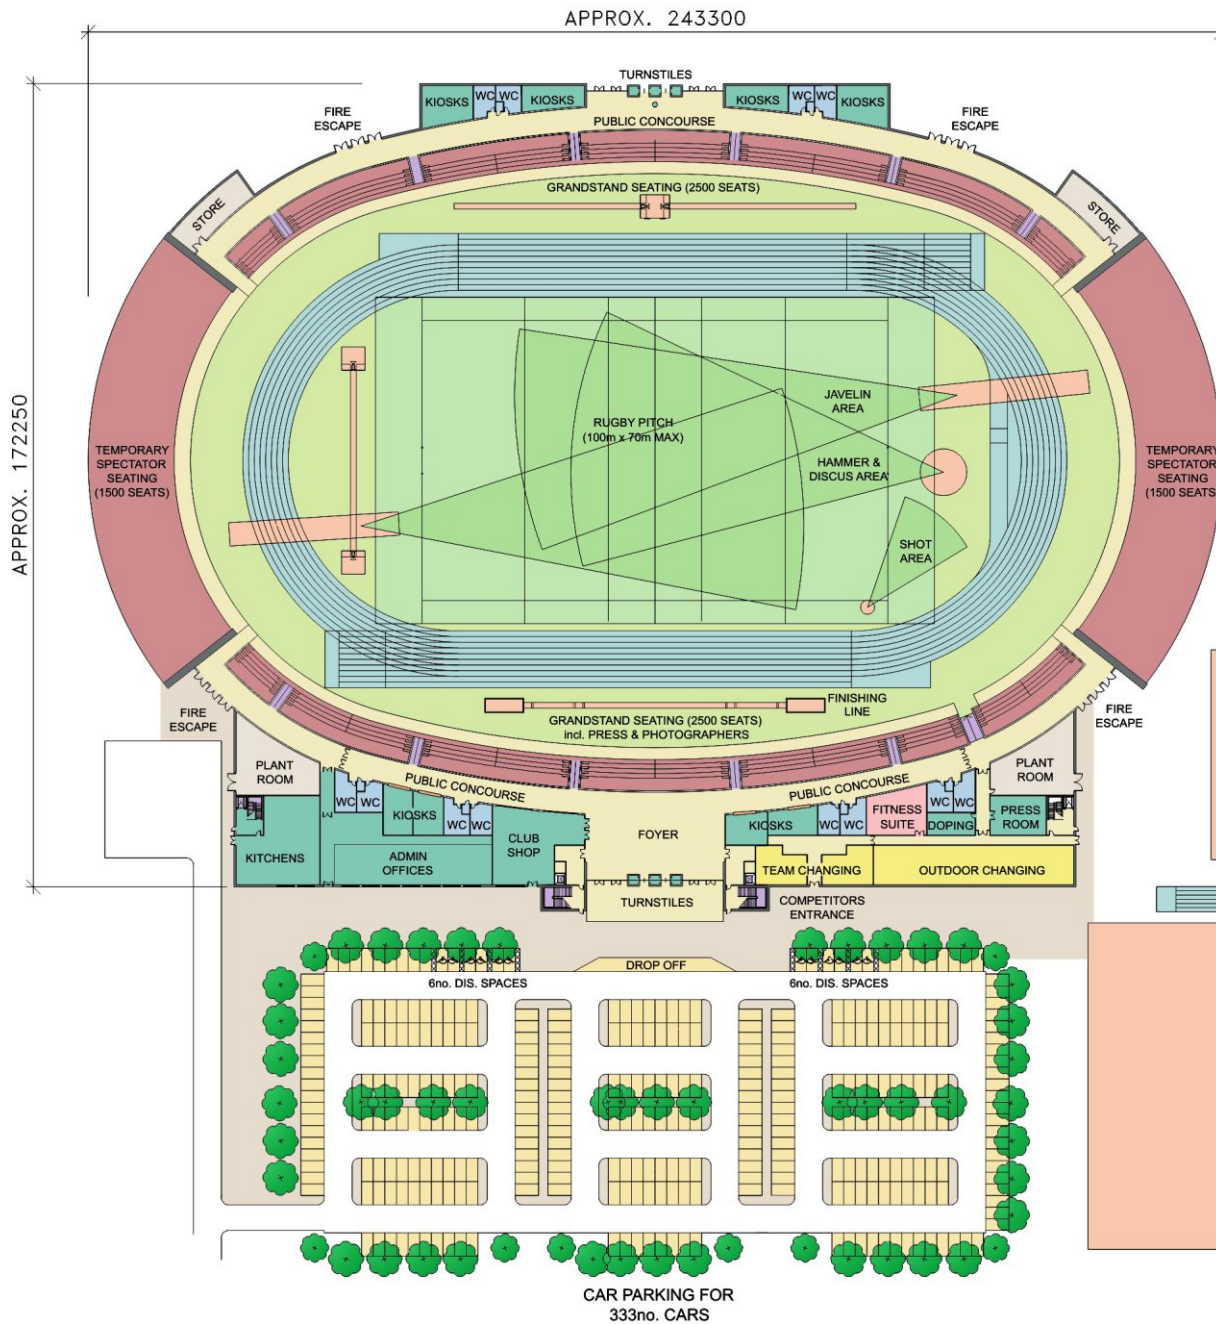 APPROX. 243300
TURNSTILES
KIOSKS
WC
WC
KIOSKS
KIOSKS
WC
WC
KIOSKS
FIRE
ESCAPE
PUBLIC CONCOURSE
FIRE
ESCAPE
GRANDSTAND SEATING (2500 SEATS)
STORE
STORE
APPROX. 172250
JAVELIN
AREA
RUGBY PITCH
(100m x 70m MAX)
TEMPORARY
SPECTATOR
SEATING
(1500 SEATS)
HAMMER &
DISCUS AREA
TEMPORARY
SPECTATOR
SEATING
(1500 SEATS
SHOT
AREA
FINISHING
LINE
FIRE
ESCAPE
GRANDSTAND SEATING (2500 SEATS)
incl. PRESS & PHOTOGRAPHERS
FIRE
ESCAPE
PLANT
ROOM
PUBLIC CONCOURSE
PUBLIC CONCOURSE
PLANT
ROOM
WC
WC
KIOSKS
WC
WC
CLUB
SHOP
FOYER
KIOSKS
WC
WC
FITNESS
SUITE
WC
WC
DOPING
PRESS
ROOM
KITCHENS
ADMIN
OFFICES
TEAM CHANGING
OUTDOOR CHANGING
TURNSTILES
COMPETITORS
ENTRANCE
DROP OFF
6no. DIS. SPACES
6no. DIS. SPACES
CAR PARKING FOR
333no. CARS